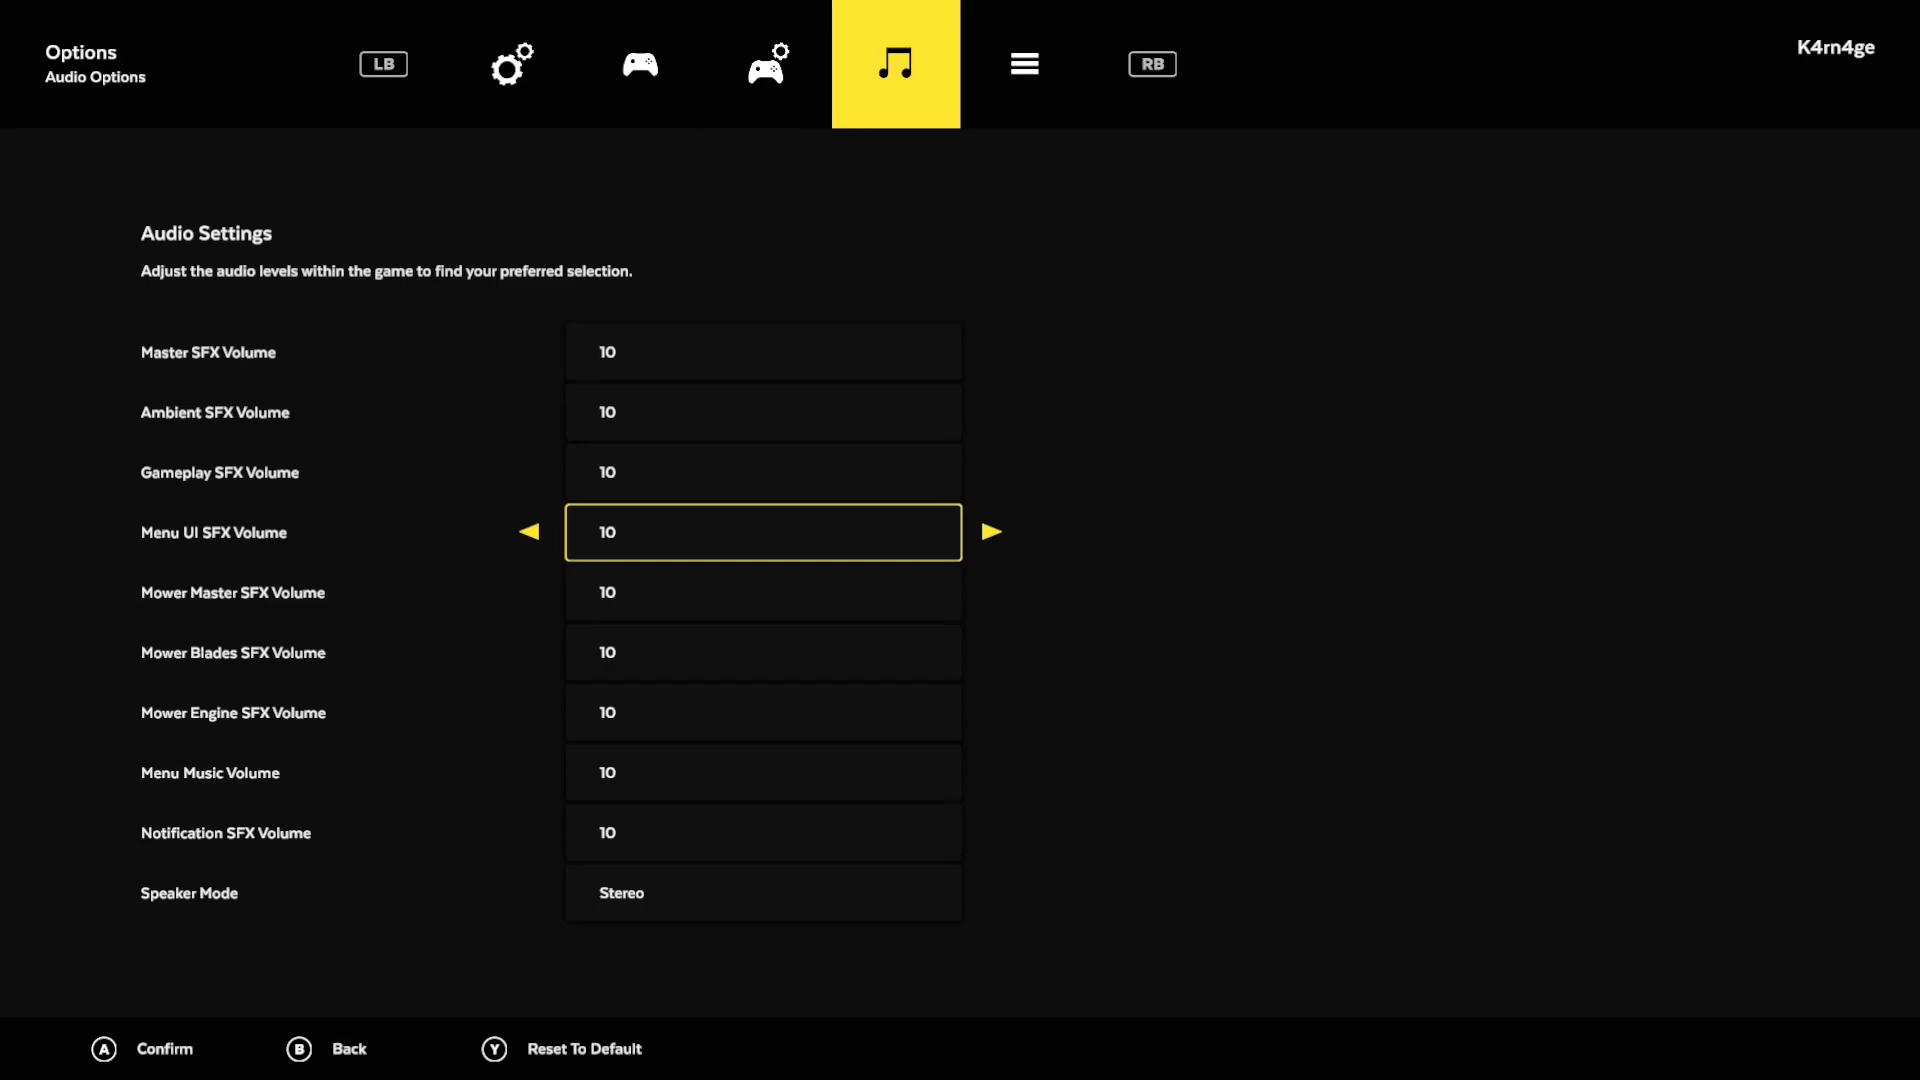 Options
Audio Options
LB
RB
K4rn4ge
Audio Settings
Adjust the audio levels within the game to find your preferred selection.
Master SFX Volume 10
Ambient SFX Volume 10
Gameplay SFX Volume 10
Menu UI SFX Volume 10
Mower Master SFX Volume 10
Mower Blades SFX Volume 10
Mower Engine SFX Volume 10
Menu Music Volume 10
Notification SFX Volume 10
Speaker Mode Stereo
A Confirm B Back Y Reset To Default